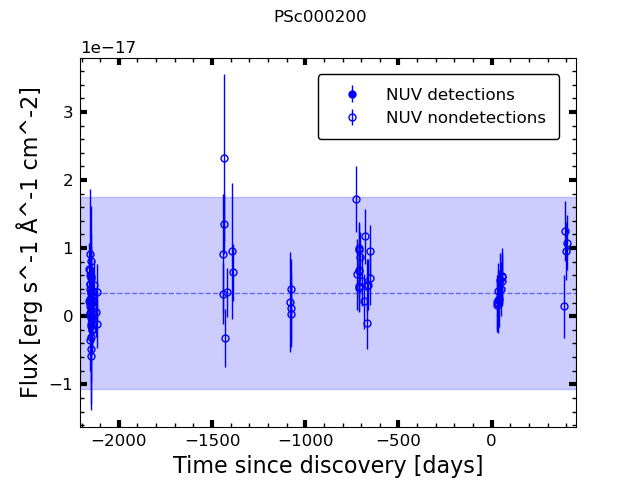 PSc000200
1e−17
NUV detections
NUV nondetections
3
2
1
0
−1
Flux [erg s^-1 Å^-1 cm^-2]
−2000 −1500 −1000 −500 0
Time since discovery [days]